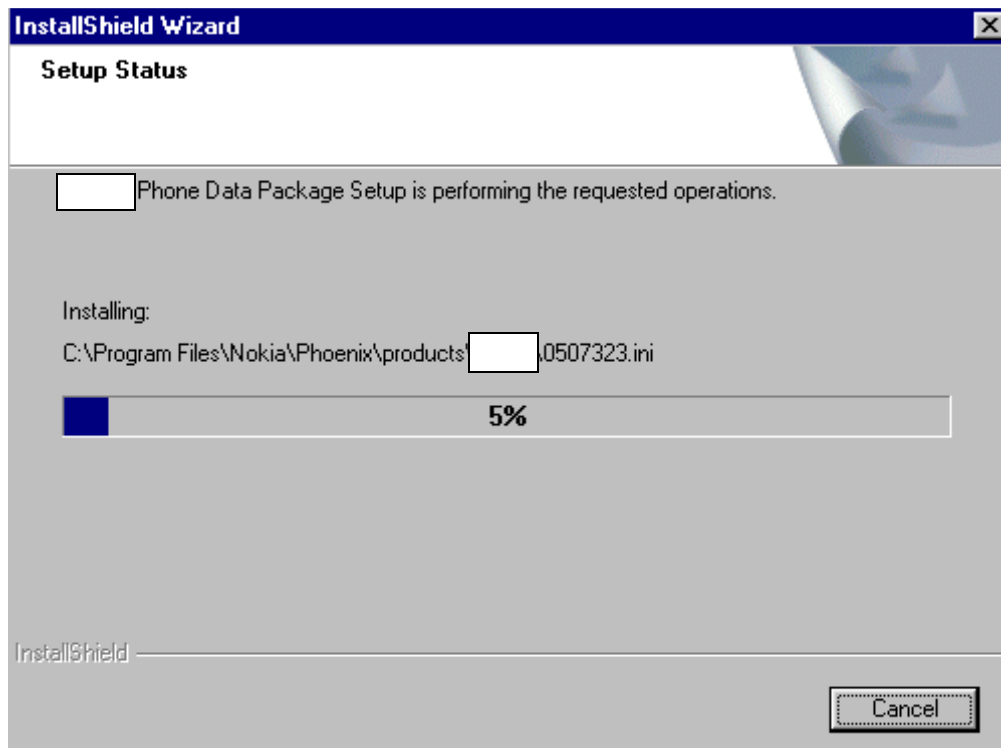 InstallShield Wizard
Setup Status
Phone Data Package Setup is performing the requested operations.
Installing:
C:\Program Files\Nokia\Phoenix\products\ \0507323.ini
5%
InstallShield
Cancel